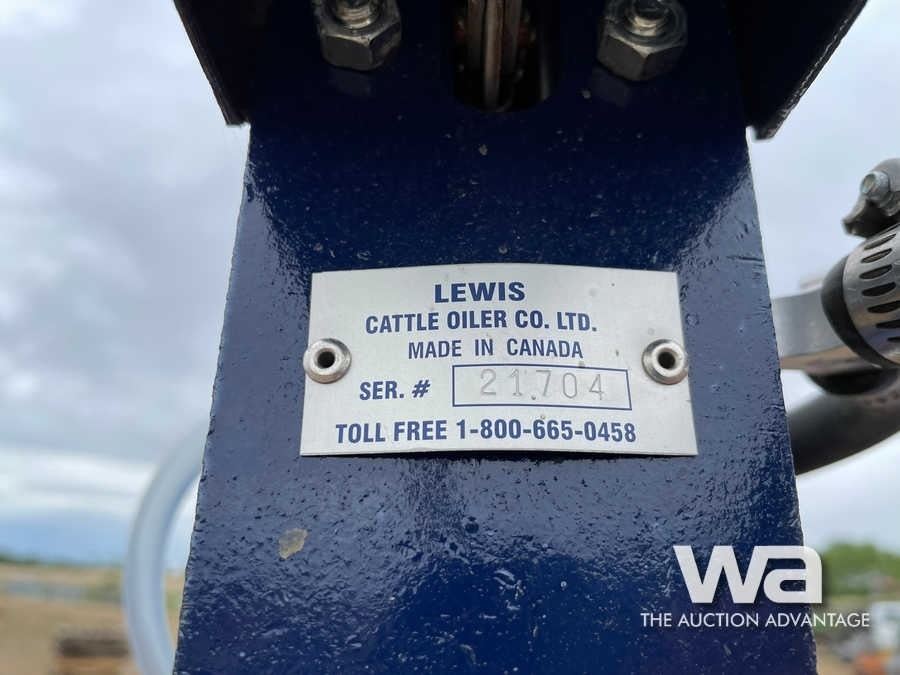 LEWIS
CATTLE OILER CO. LTD.
MADE IN CANADA
SER. # 21704
TOLL FREE 1-800-665-0458
wa
THE AUCTION ADVANTAGE